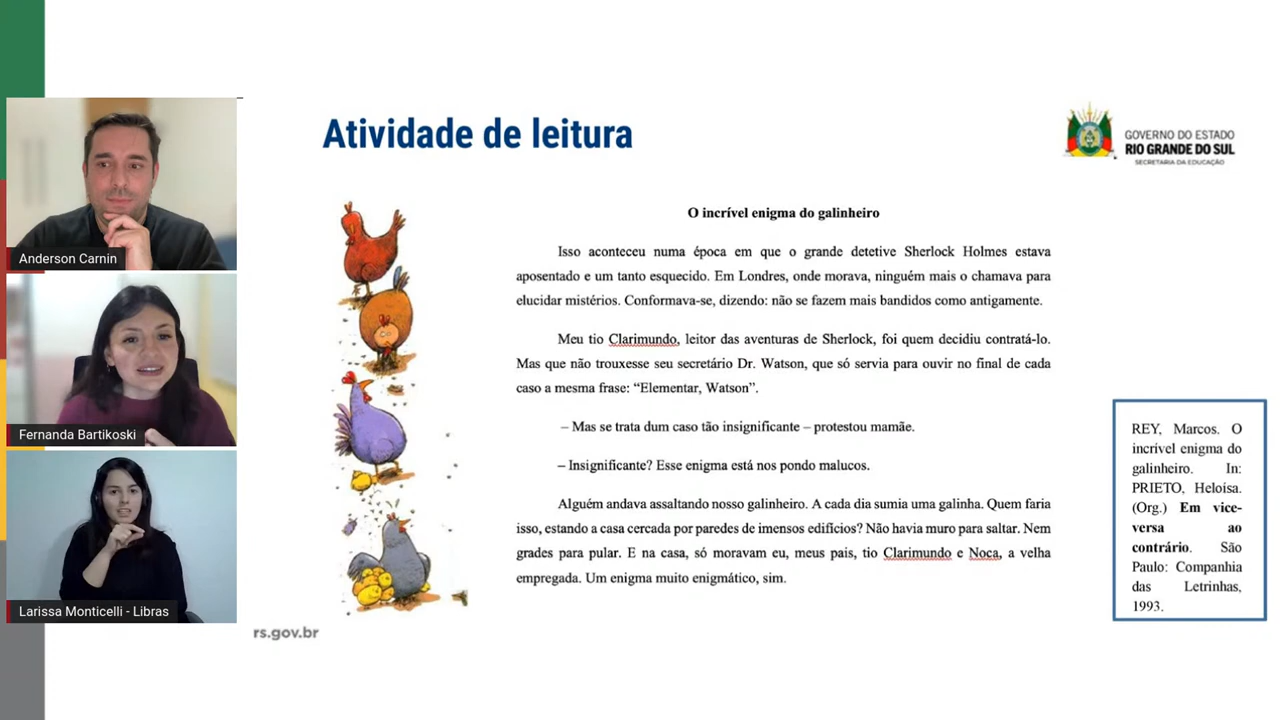 Atividade de leitura
GOVERNO DO ESTADO
RIO GRANDE DO SUL
SECRETARIA DA EDUCAÇÃO
Anderson Carnin
Fernanda Bartikoski
Larissa Monticelli - Libras
O incrível enigma do galinheiro
Isso aconteceu numa época em que o grande detetive Sherlock Holmes estava
aposentado e um tanto esquecido. Em Londres, onde morava, ninguém mais o chamava para
elucidar mistérios. Conformava-se, dizendo: não se fazem mais bandidos como antigamente.
Meu tio Clarimundo, leitor das aventuras de Sherlock, foi quem decidiu contratá-lo.
Mas que não trouxesse seu secretário Dr. Watson, que só servia para ouvir no final de cada
caso a mesma frase: “Elementar, Watson”.
– Mas se trata dum caso tão insignificante – protestou mamãe.
– Insignificante? Esse enigma está nos pondo malucos.
Alguém andava assaltando nosso galinheiro. A cada dia sumia uma galinha. Quem faria
isso, estando a casa cercada por paredes de imensos edifícios? Não havia muro para saltar. Nem
grades para pular. E na casa, só moravam eu, meus pais, tio Clarimundo e Noca, a velha
empregada. Um enigma muito enigmático, sim.
REY, Marcos. O
incrível enigma do
galinheiro. In:
PRIETO, Heloísa.
(Org.) Em vice-
versa ao
contrário. São
Paulo: Companhia
das Letrinhas,
1993.
rs.gov.br